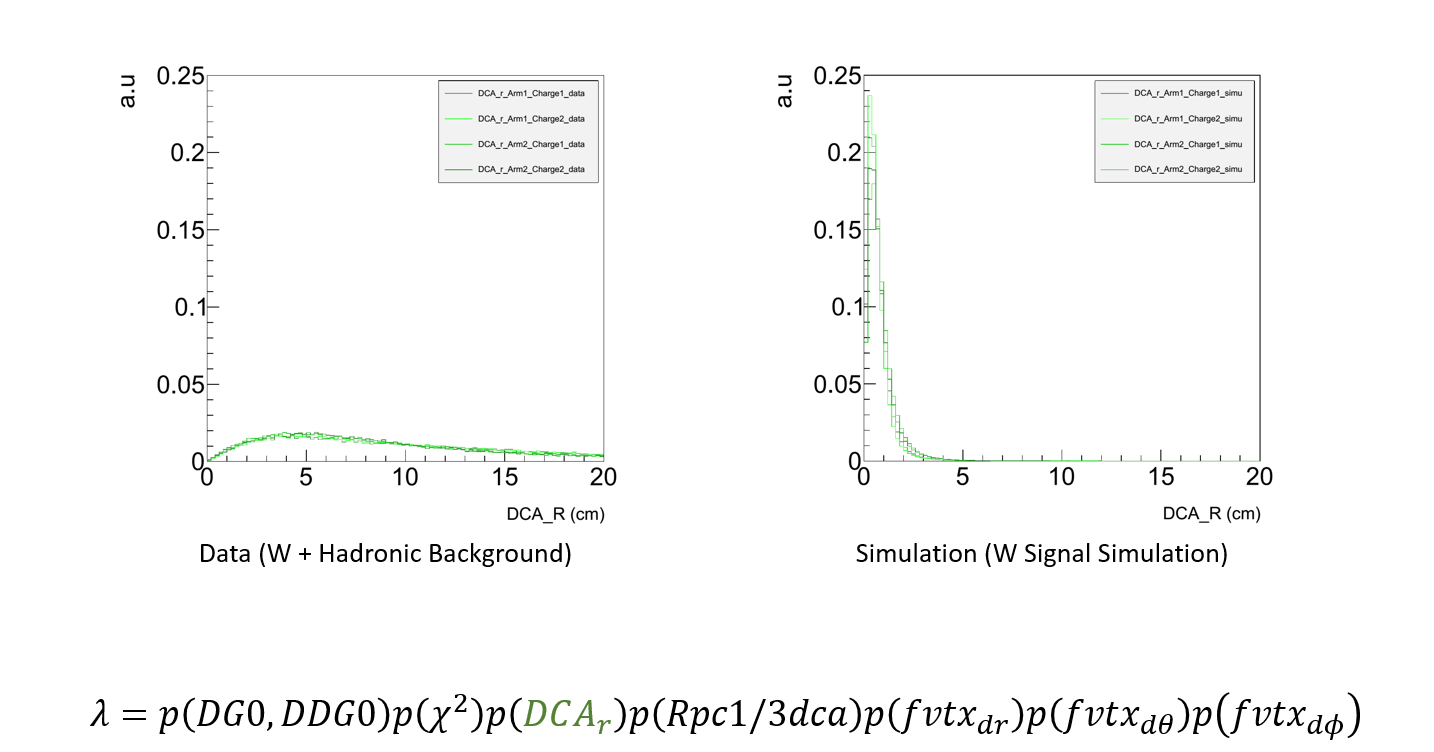 a.u
0.25
0.2
0.15
0.1
0.05
0
DCA_r_Arm1_Charge1_data
DCA_r_Arm1_Charge2_data
DCA_r_Arm2_Charge1_data
DCA_r_Arm2_Charge2_data
0 5 10 15 20
DCA_R (cm)
Data (W + Hadronic Background)
a.u
0.25
0.2
0.15
0.1
0.05
0
DCA_r_Arm1_Charge1_simu
DCA_r_Arm1_Charge2_simu
DCA_r_Arm2_Charge1_simu
DCA_r_Arm2_Charge2_simu
0 5 10 15 20
DCA_R (cm)
Simulation (W Signal Simulation)
λ = p(DG0, DDG0)p(χ²)p(DCA_r)p(Rpc1/3dca)p(fvtx_dr)p(fvtx_dθ)p(fvtx_dϕ)